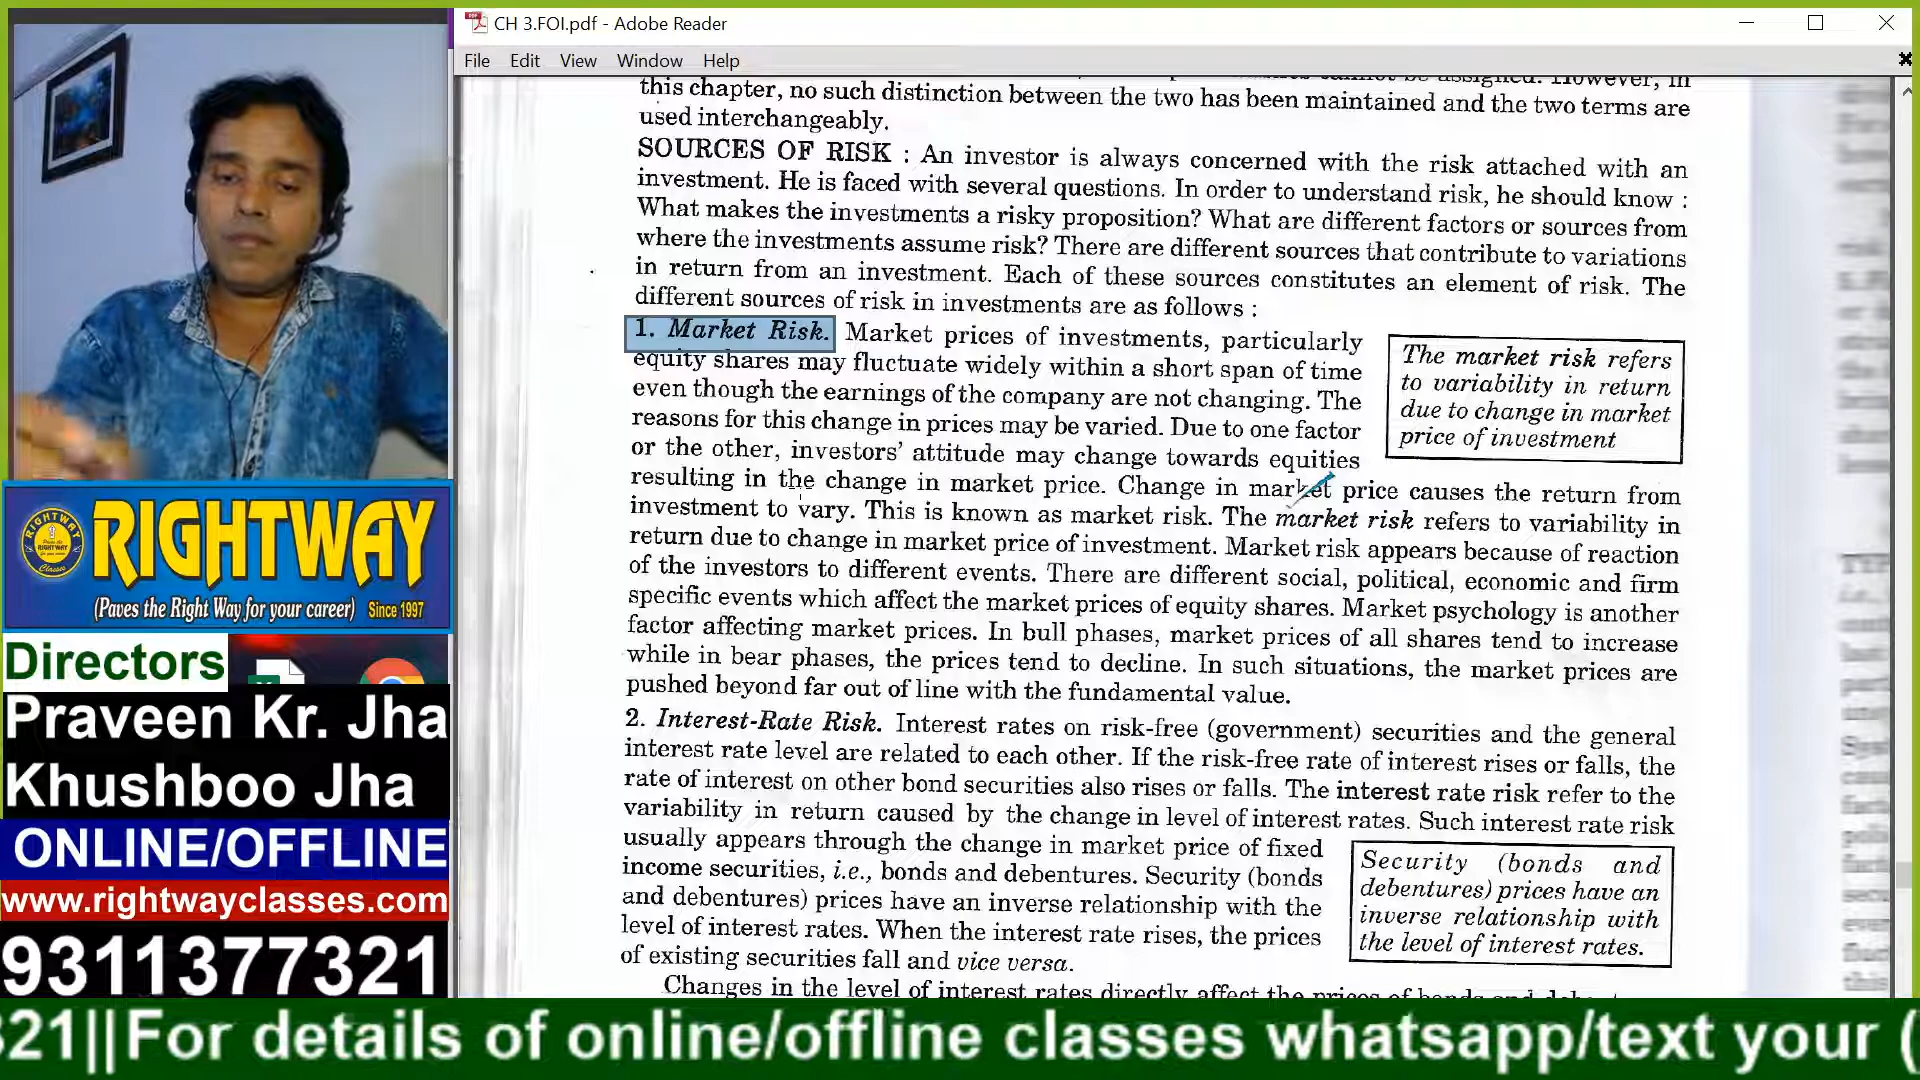 CH 3.FOI.pdf - Adobe Reader
File Edit View Window Help
cannot be assigned. However, in
this chapter, no such distinction between the two has been maintained and the two terms are
used interchangeably.
SOURCES OF RISK : An investor is always concerned with the risk attached with an
investment. He is faced with several questions. In order to understand risk, he should know :
What makes the investments a risky proposition? What are different factors or sources from
where the investments assume risk? There are different sources that contribute to variations
in return from an investment. Each of these sources constitutes an element of risk. The
different sources of risk in investments are as follows :
1. Market Risk. Market prices of investments, particularly
equity shares may fluctuate widely within a short span of time
even though the earnings of the company are not changing. The
reasons for this change in prices may be varied. Due to one factor
or the other, investors' attitude may change towards equities
resulting in the change in market price. Change in market price causes the return from
investment to vary. This is known as market risk. The market risk refers to variability in
return due to change in market price of investment. Market risk appears because of reaction
of the investors to different events. There are different social, political, economic and firm
specific events which affect the market prices of equity shares. Market psychology is another
factor affecting market prices. In bull phases, market prices of all shares tend to increase
while in bear phases, the prices tend to decline. In such situations, the market prices are
pushed beyond far out of line with the fundamental value.
The market risk refers
to variability in return
due to change in market
price of investment
2. Interest-Rate Risk. Interest rates on risk-free (government) securities and the general
interest rate level are related to each other. If the risk-free rate of interest rises or falls, the
rate of interest on other bond securities also rises or falls. The interest rate risk refer to the
variability in return caused by the change in level of interest rates. Such interest rate risk
usually appears through the change in market price of fixed
income securities, i.e., bonds and debentures. Security (bonds
and debentures) prices have an inverse relationship with the
level of interest rates. When the interest rate rises, the prices
of existing securities fall and vice versa.
Security (bonds and
debentures) prices have an
inverse relationship with
the level of interest rates.
Changes in the level of interest rates directly affect the prices of bonds and
RIGHTWAY
RIGHTWAY
Classes
(Paves the Right Way for your career) Since 1997
Directors
Praveen Kr. Jha
Khushboo Jha
ONLINE/OFFLINE
www.rightwayclasses.com
9311377321
321||For details of online/offline classes whatsapp/text your (